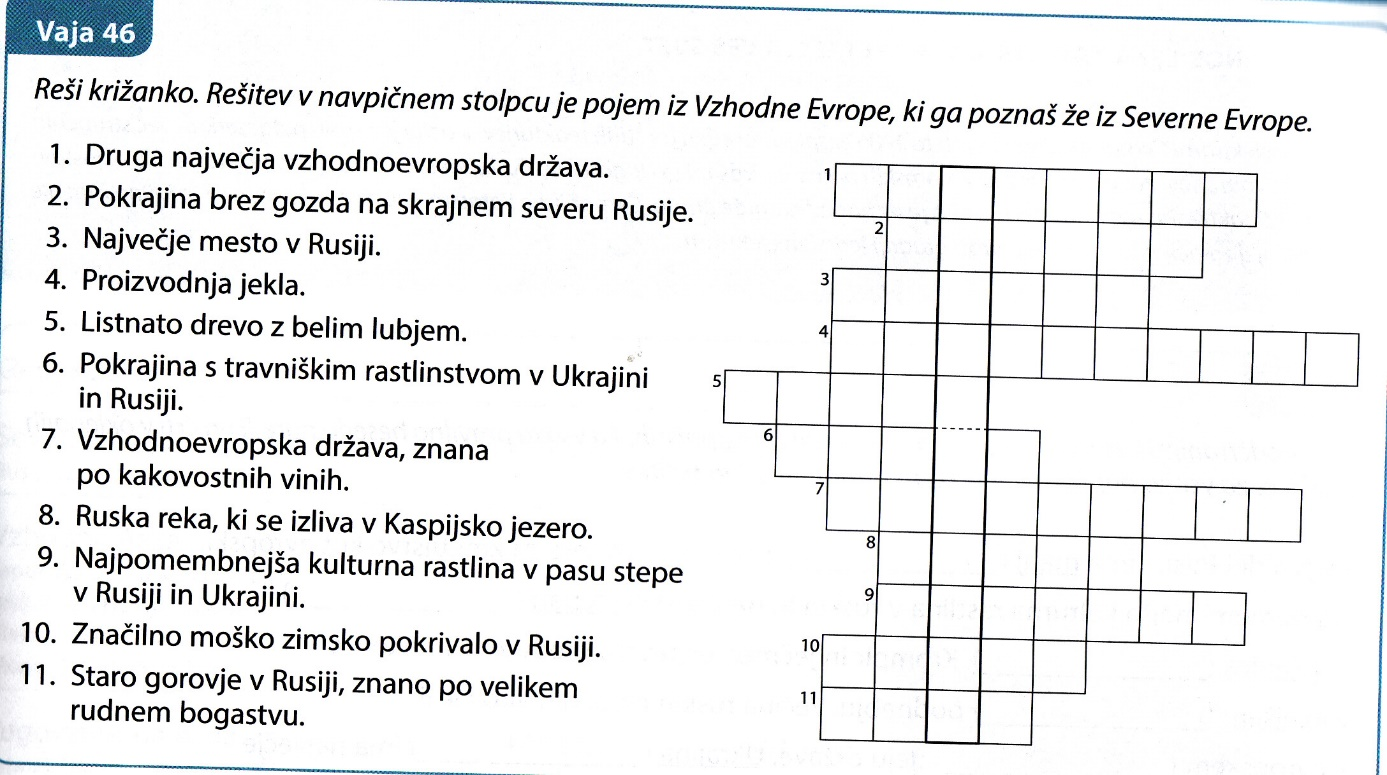 Vaja 46
Reši križanko. Rešitev v navpičnem stolpcu je pojem iz Vzhodne Evrope, ki ga poznaš že iz Severne Evrope.
1. Druga največja vzhodnoevropska država.
2. Pokrajina brez gozda na skrajnem severu Rusije.
3. Največje mesto v Rusiji.
4. Proizvodnja jekla.
5. Listnato drevo z belim lubjem.
6. Pokrajina s travniškim rastlinstvom v Ukrajini
in Rusiji.
7. Vzhodnoevropska država, znana
po kakovostnih vinih.
8. Ruska reka, ki se izliva v Kaspijsko jezero.
9. Najpomembnejša kulturna rastlina v pasu stepe
v Rusiji in Ukrajini.
10. Značilno moško zimsko pokrivalo v Rusiji.
11. Staro gorovje v Rusiji, znano po velikem
rudnem bogastvu.
1
2
3
4
5
6
7
8
9
10
11